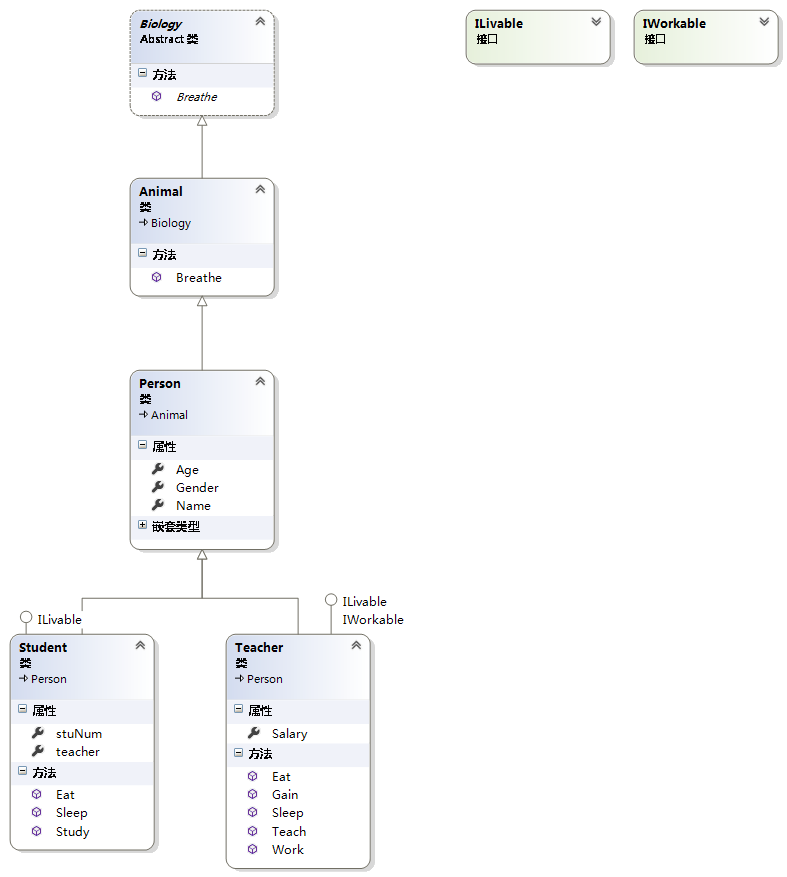 Biology
Abstract 类
方法
Breathe
ILivable
接口
IWorkable
接口
Animal
类
Biology
方法
Breathe
Person
类
Animal
属性
Age
Gender
Name
嵌套类型
ILivable
ILivable
IWorkable
Student
类
Person
属性
stuNum
teacher
方法
Eat
Sleep
Study
Teacher
类
Person
属性
Salary
方法
Eat
Gain
Sleep
Teach
Work